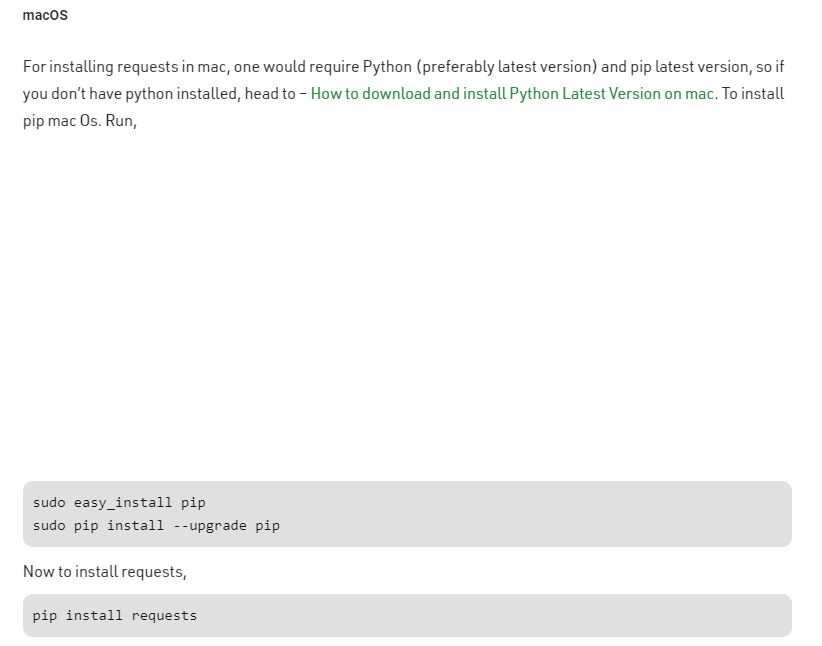 macOS
For installing requests in mac, one would require Python (preferably latest version) and pip latest version, so if
you don’t have python installed, head to – How to download and install Python Latest Version on mac. To install
pip mac Os. Run,
sudo easy_install pip
sudo pip install --upgrade pip
Now to install requests,
pip install requests